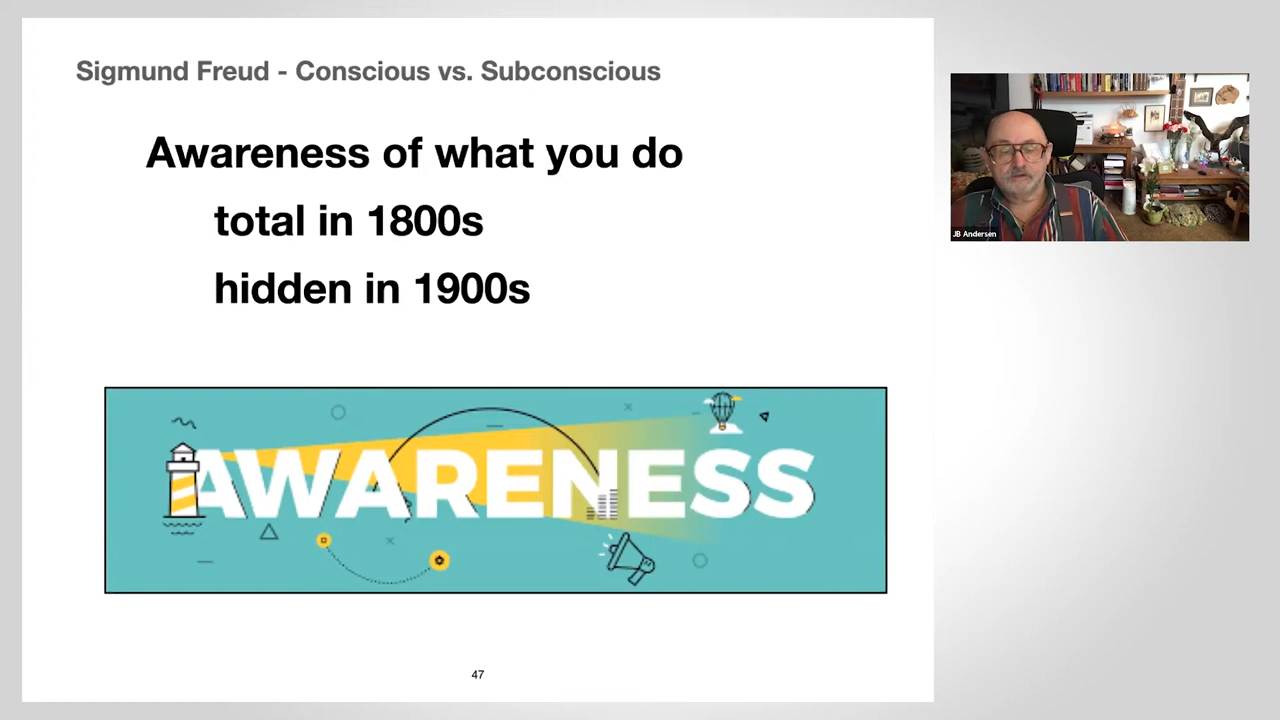 Sigmund Freud - Conscious vs. Subconscious
Awareness of what you do
total in 1800s
hidden in 1900s
AWARENESS
47
JB Andersen